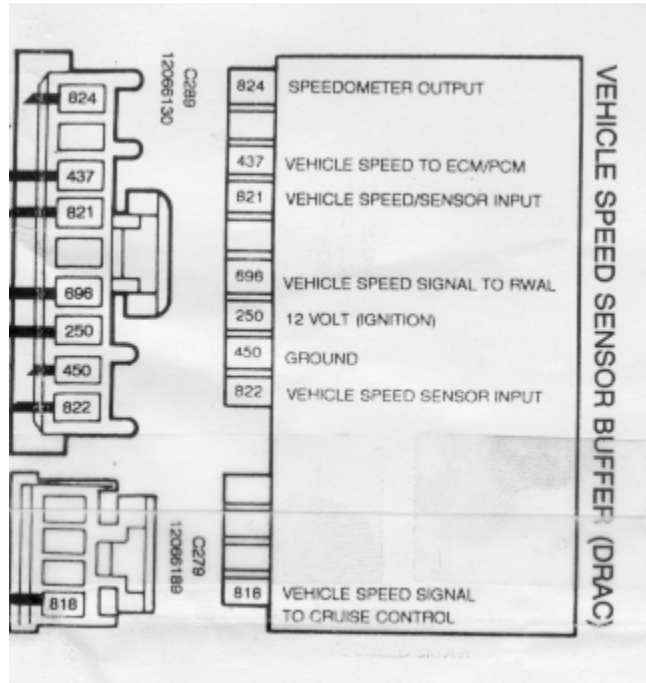 VEHICLE SPEED SENSOR BUFFER (DRAC)
C289
12066130
824
437
821
696
250
450
822
C279
12066189
818
824 SPEEDOMETER OUTPUT
437 VEHICLE SPEED TO ECM/PCM
821 VEHICLE SPEED/SENSOR INPUT
696 VEHICLE SPEED SIGNAL TO RWAL
250 12 VOLT (IGNITION)
450 GROUND
822 VEHICLE SPEED SENSOR INPUT
818 VEHICLE SPEED SIGNAL
TO CRUISE CONTROL